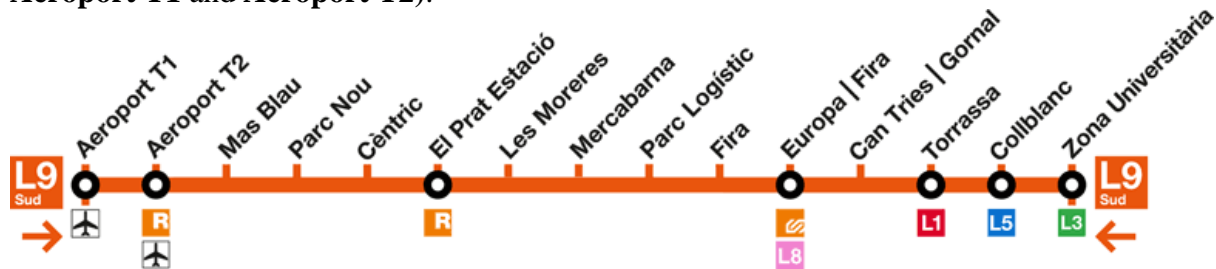 Aeroport T1 and Aeroport T2).
Aeroport T1
Aeroport T2
Mas Blau
Parc Nou
Cèntric
El Prat Estació
Les Moreres
Mercabarna
Parc Logístic
Fira
Europa | Fira
Can Tries | Gornal
Torrassa
Collblanc
Zona Universitària
L9
Sud
L9
Sud
R
R
S
L8
L1
L5
L3